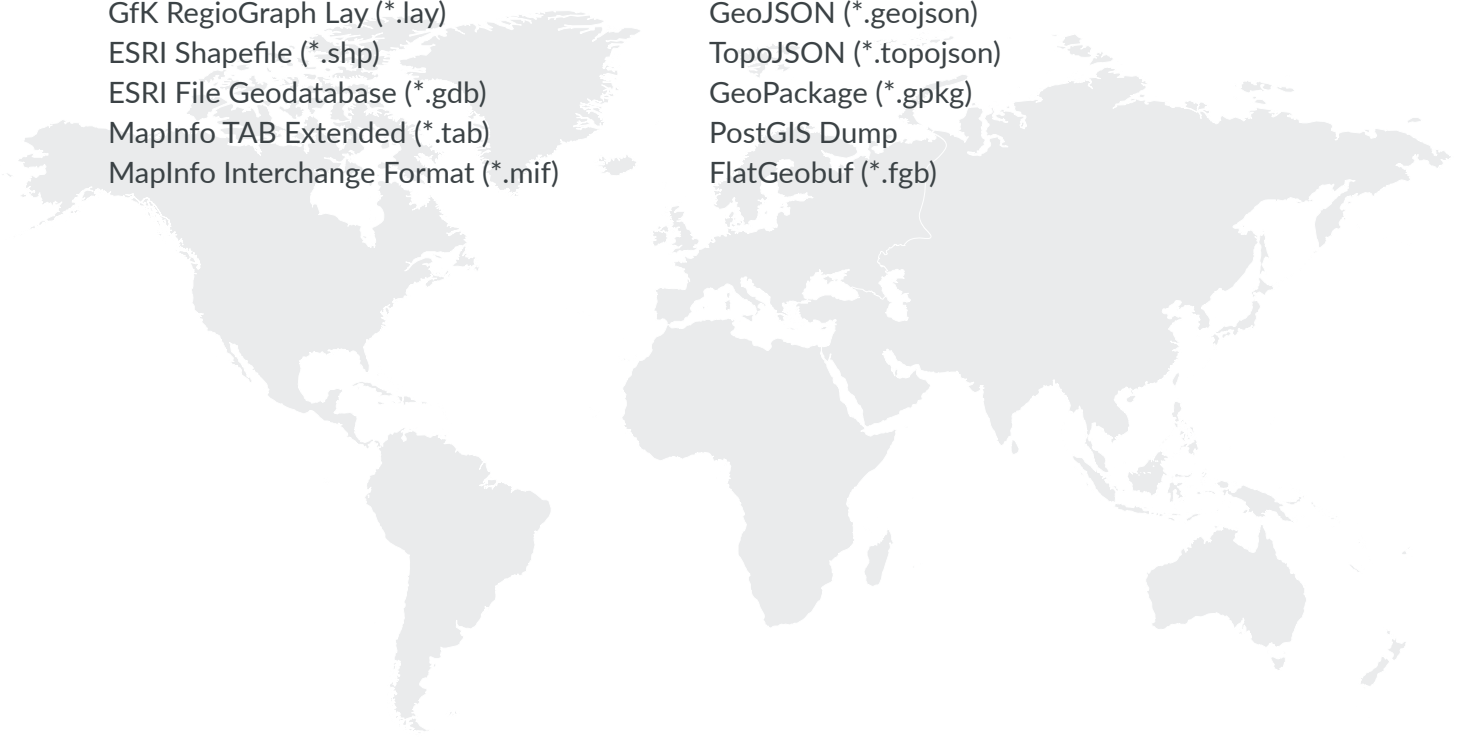 GfK RegioGraph Lay (*.lay)
ESRI Shapefile (*.shp)
ESRI File Geodatabase (*.gdb)
MapInfo TAB Extended (*.tab)
MapInfo Interchange Format (*.mif)
GeoJSON (*.geojson)
TopoJSON (*.topojson)
GeoPackage (*.gpkg)
PostGIS Dump
FlatGeobuf (*.fgb)